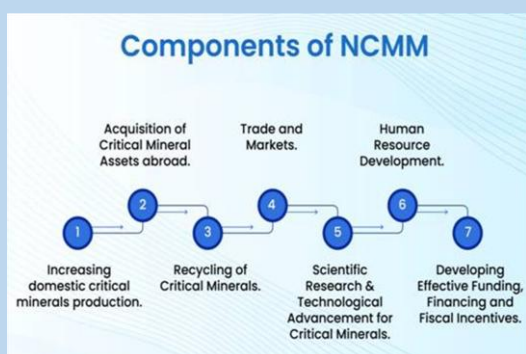 Components of NCMM
Acquisition of
Critical Mineral
Assets abroad.
Trade and
Markets.
Human
Resource
Development.
2
4
6
1
3
5
7
Increasing
domestic critical
minerals production.
Recycling of
Critical Minerals.
Scientific
Research &
Technological
Advancement for
Critical Minerals.
Developing
Effective Funding,
Financing and
Fiscal Incentives.